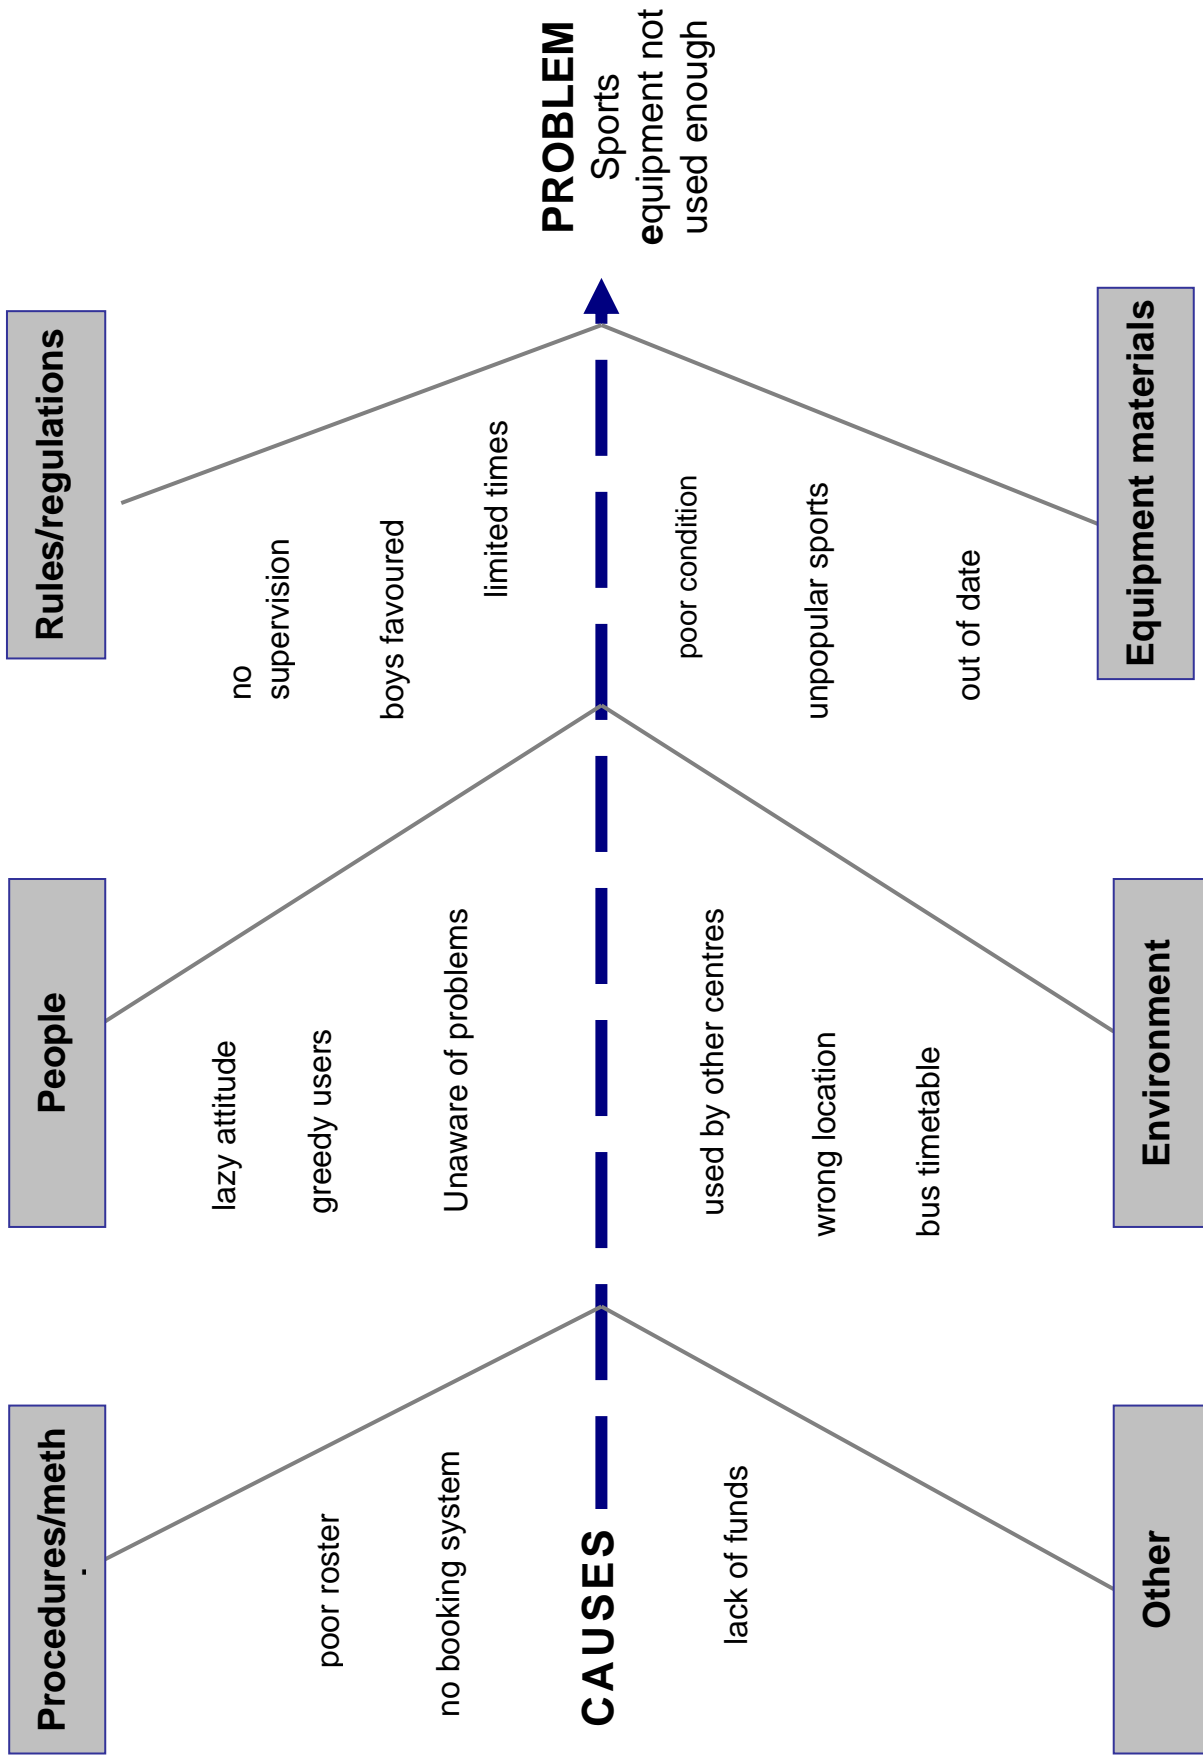 Procedures/meth
People
Rules/regulations
poor roster
no booking system
lazy attitude
greedy users
Unaware of problems
no
supervision
boys favoured
limited times
CAUSES
PROBLEM
Sports
equipment not
used enough
lack of funds
used by other centres
wrong location
bus timetable
poor condition
unpopular sports
out of date
Other
Environment
Equipment materials